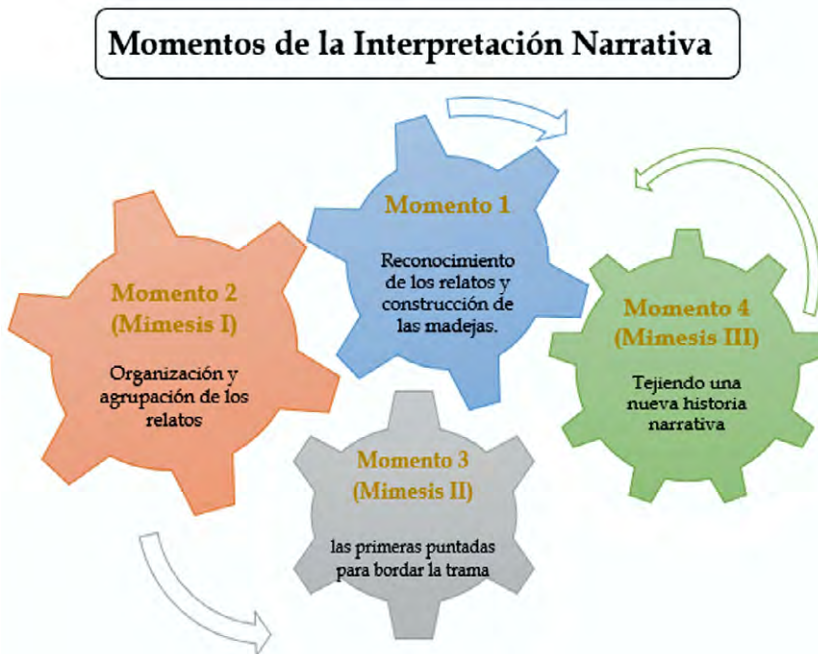 Momentos de la Interpretación Narrativa
Momento 1
Reconocimiento
de los relatos y
construcción de
las madejas.
Momento 2
(Mimesis I)
Organización y
agrupación de los
relatos
Momento 3
(Mimesis II)
las primeras puntadas
para bordar la trama
Momento 4
(Mimesis III)
Tejiendo una
nueva historia
narrativa